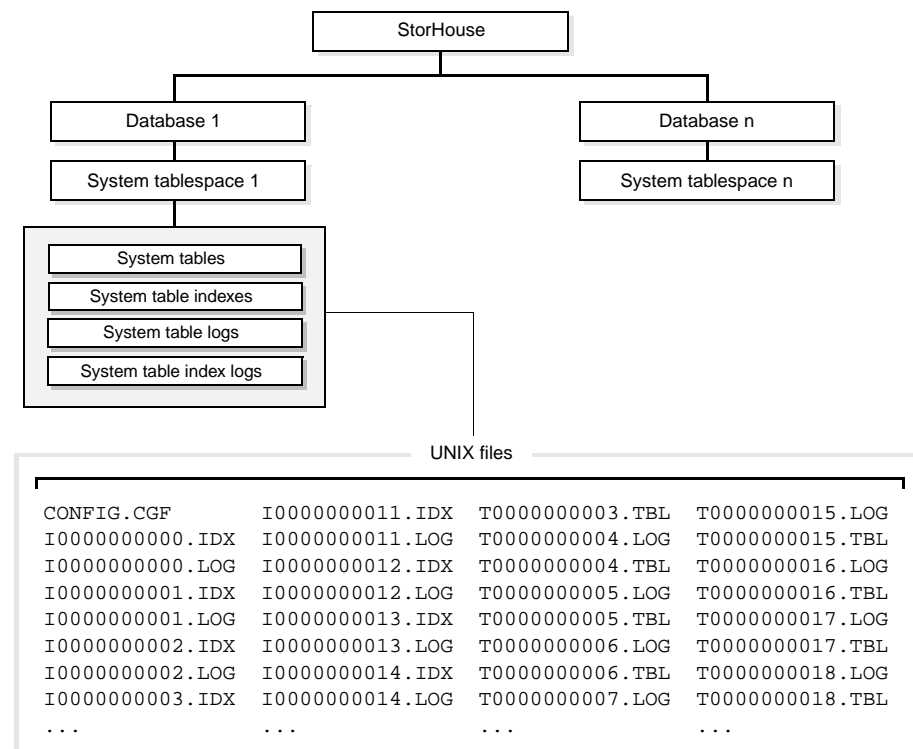 StorHouse
Database 1
Database n
System tablespace 1
System tablespace n
System tables
System table indexes
System table logs
System table index logs
UNIX files
CONFIG.CGF I0000000011.IDX T0000000003.TBL T0000000015.LOG
I0000000000.IDX I0000000011.LOG T0000000004.LOG T0000000015.TBL
I0000000000.LOG I0000000012.IDX T0000000004.TBL T0000000016.LOG
I0000000001.IDX I0000000012.LOG T0000000005.LOG T0000000016.TBL
I0000000001.LOG I0000000013.IDX T0000000005.TBL T0000000017.LOG
I0000000002.IDX I0000000013.LOG T0000000006.LOG T0000000017.TBL
I0000000002.LOG I0000000014.IDX T0000000006.TBL T0000000018.LOG
I0000000003.IDX I0000000014.LOG T0000000007.LOG T0000000018.TBL
... ... ... ...